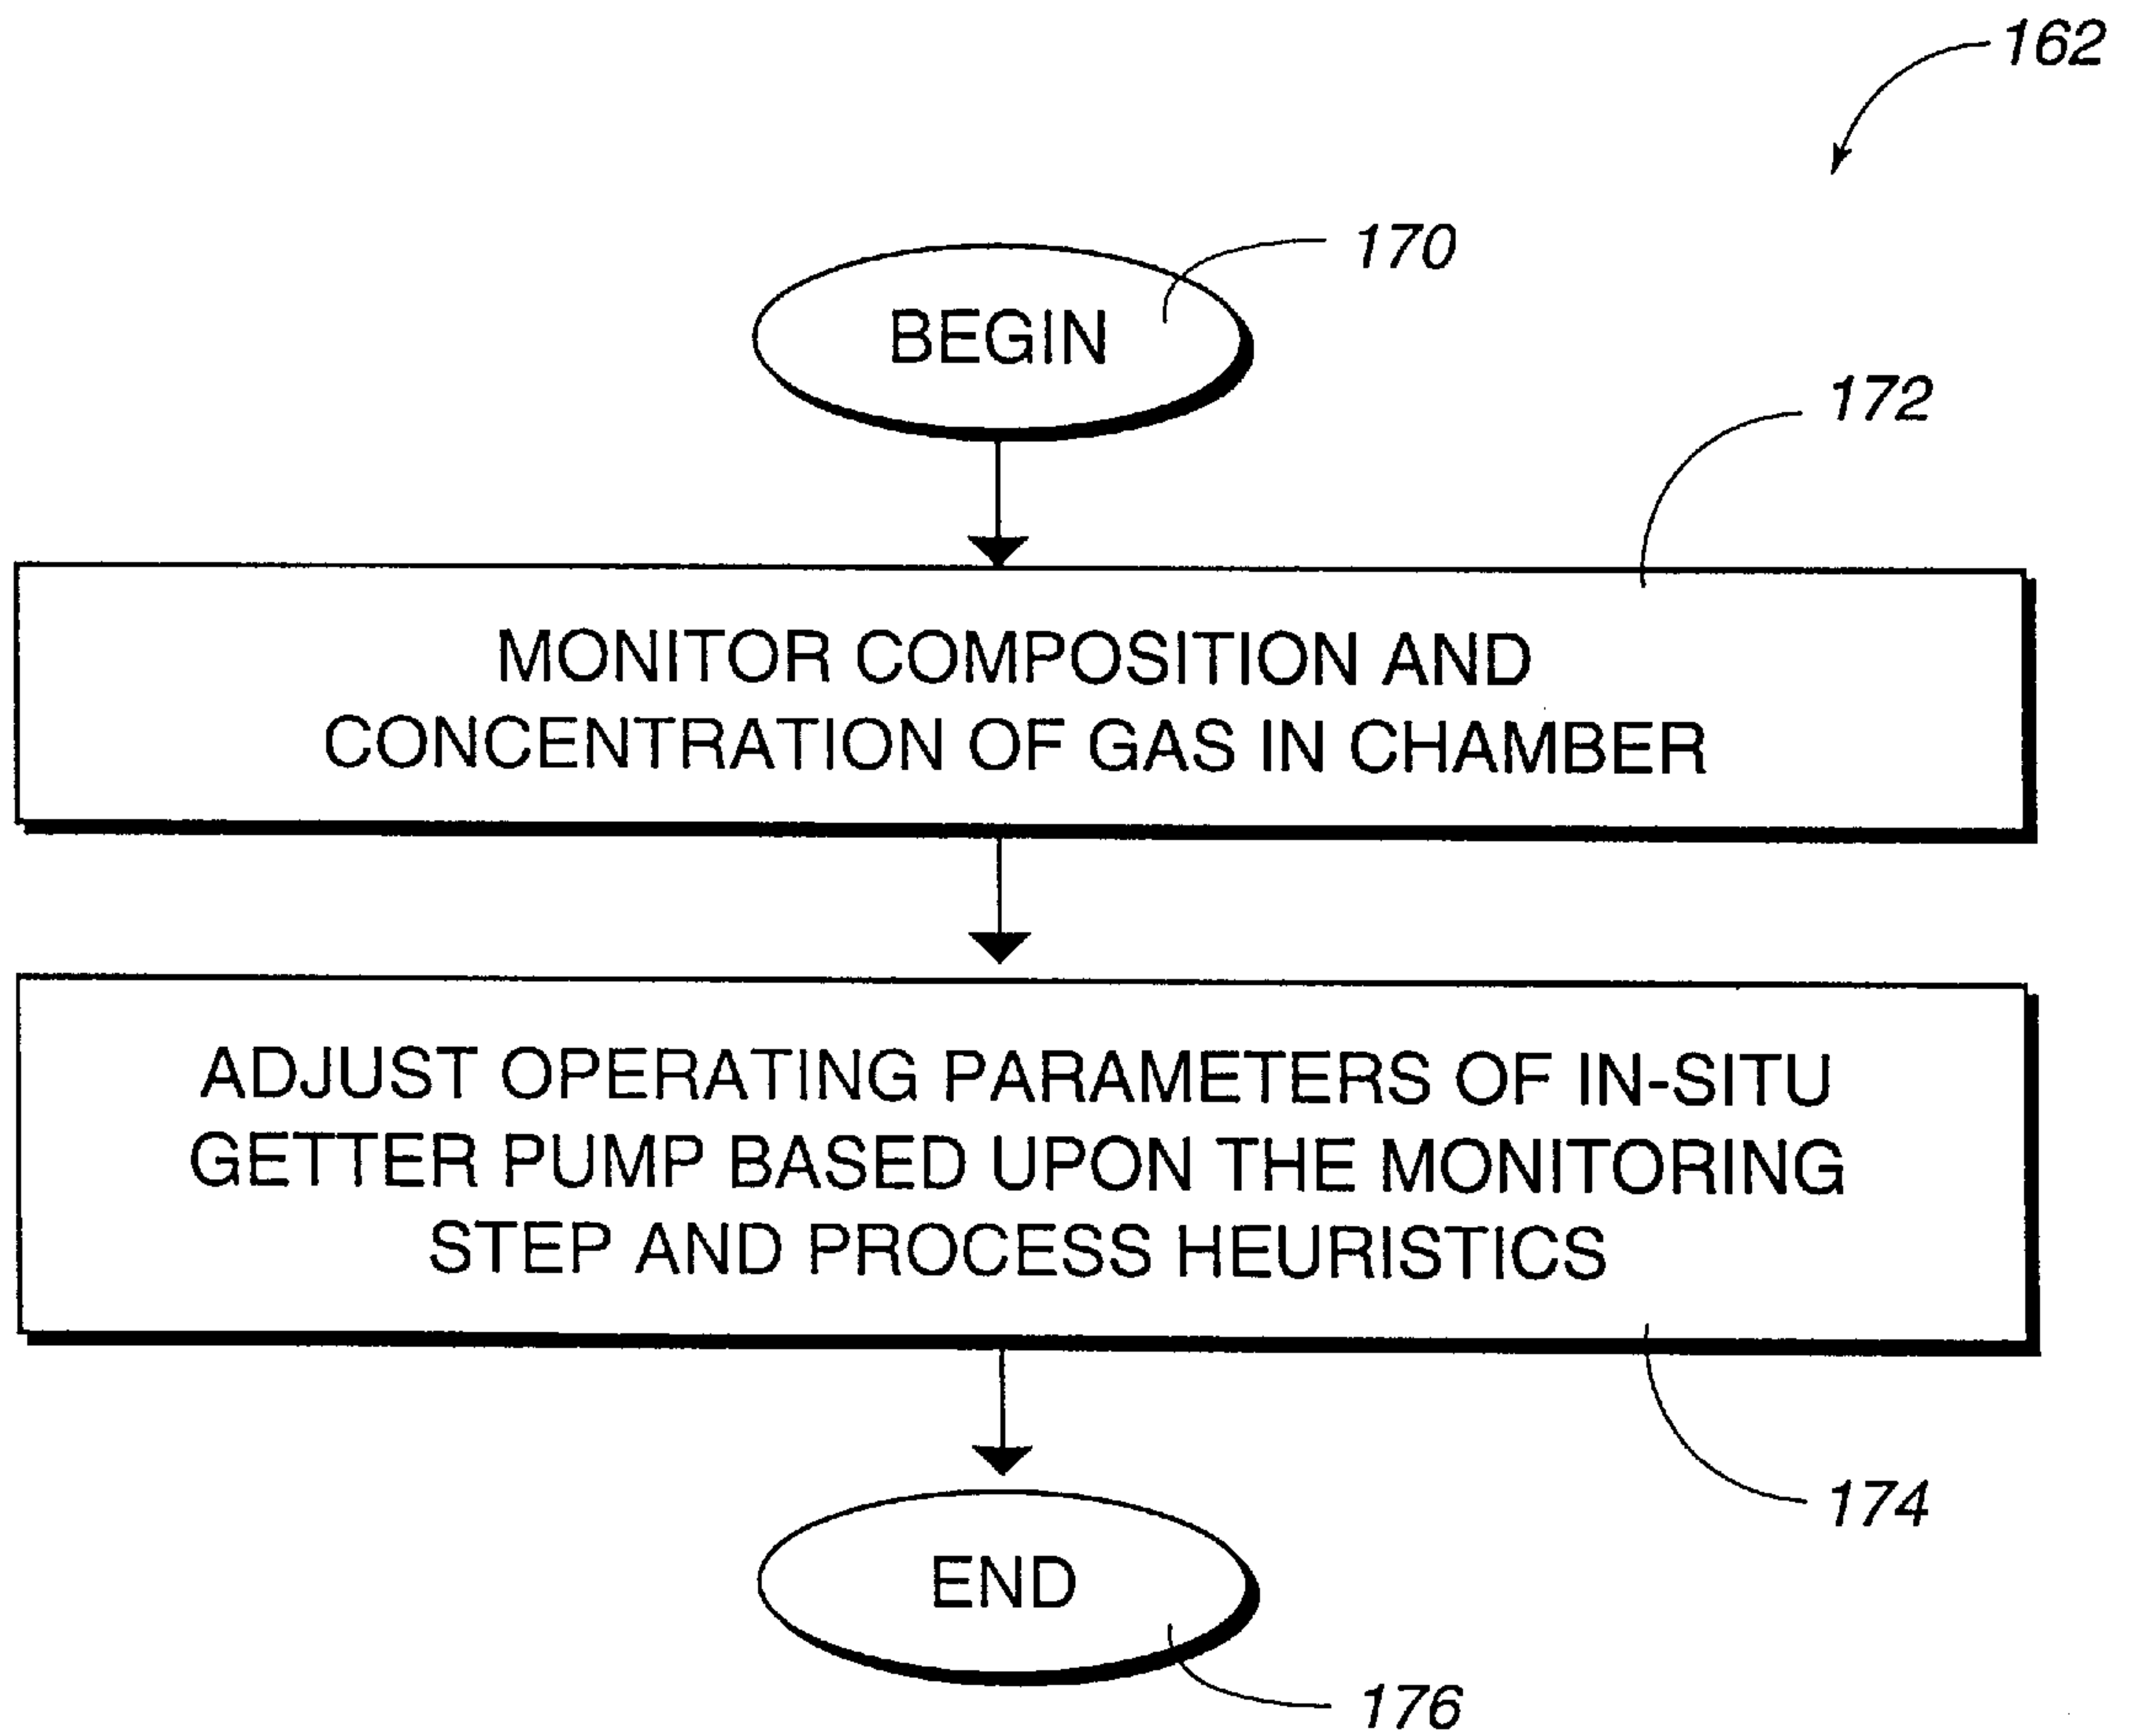 162
170
BEGIN
172
MONITOR COMPOSITION AND
CONCENTRATION OF GAS IN CHAMBER
ADJUST OPERATING PARAMETERS OF IN-SITU
GETTER PUMP BASED UPON THE MONITORING
STEP AND PROCESS HEURISTICS
174
END
176